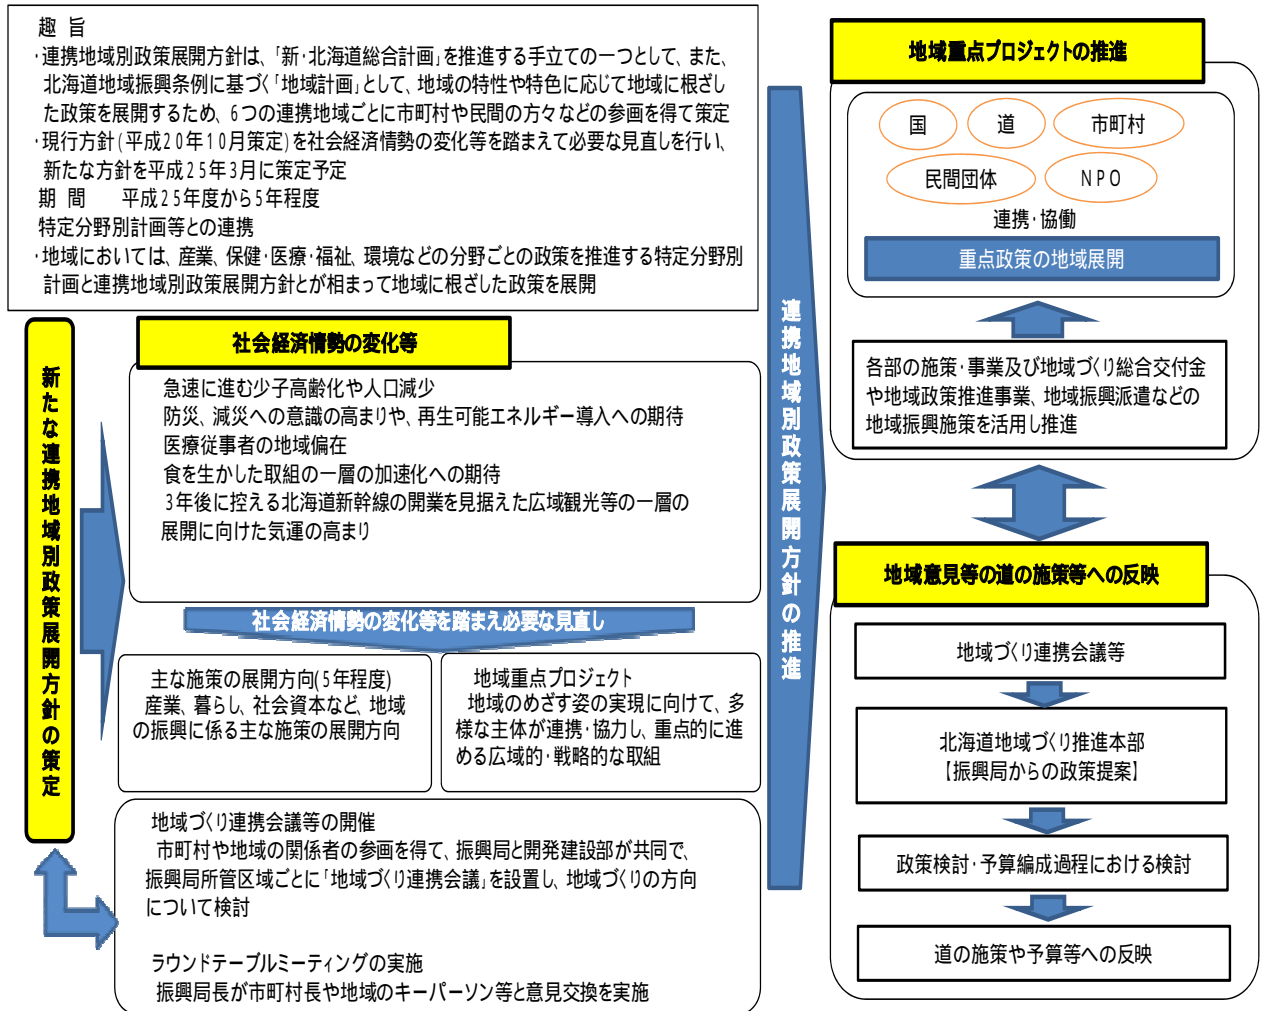 趣 旨
・連携地域別政策展開方針は、「新・北海道総合計画」を推進する手立ての一つとして、また、
北海道地域振興条例に基づく「地域計画」として、地域の特性や特色に応じて地域に根ざし
た政策を展開するため、6つの連携地域ごとに市町村や民間の方々などの参画を得て策定
・現行方針(平成20年10月策定)を社会経済情勢の変化等を踏まえて必要な見直しを行い、
新たな方針を平成25年3月に策定予定
期 間 平成25年度から5年程度
特定分野別計画等との連携
・地域においては、産業、保健・医療・福祉、環境などの分野ごとの政策を推進する特定分野別
計画と連携地域別政策展開方針とが相まって地域に根ざした政策を展開
新たな連携地域別政策展開方針の策定
社会経済情勢の変化等
急速に進む少子高齢化や人口減少
防災、減災への意識の高まりや、再生可能エネルギー導入への期待
医療従事者の地域偏在
食を生かした取組の一層の加速化への期待
3年後に控える北海道新幹線の開業を見据えた広域観光等の一層の
展開に向けた気運の高まり
社会経済情勢の変化等を踏まえ必要な見直し
主な施策の展開方向(5年程度)
産業、暮らし、社会資本など、地域
の振興に係る主な施策の展開方向
地域重点プロジェクト
地域のめざす姿の実現に向けて、多
様な主体が連携・協力し、重点的に進
める広域的・戦略的な取組
地域づくり連携会議等の開催
市町村や地域の関係者の参画を得て、振興局と開発建設部が共同で、
振興局所管区域ごとに「地域づくり連携会議」を設置し、地域づくりの方向
について検討
ラウンドテーブルミーティングの実施
振興局長が市町村長や地域のキーパーソン等と意見交換を実施
連携地域別政策展開方針の推進
地域重点プロジェクトの推進
国
道
市町村
民間団体
NPO
連携・協働
重点政策の地域展開
各部の施策・事業及び地域づくり総合交付金
や地域政策推進事業、地域振興派遣などの
地域振興施策を活用し推進
地域意見等の道の施策等への反映
地域づくり連携会議等
北海道地域づくり推進本部
【振興局からの政策提案】
政策検討・予算編成過程における検討
道の施策や予算等への反映